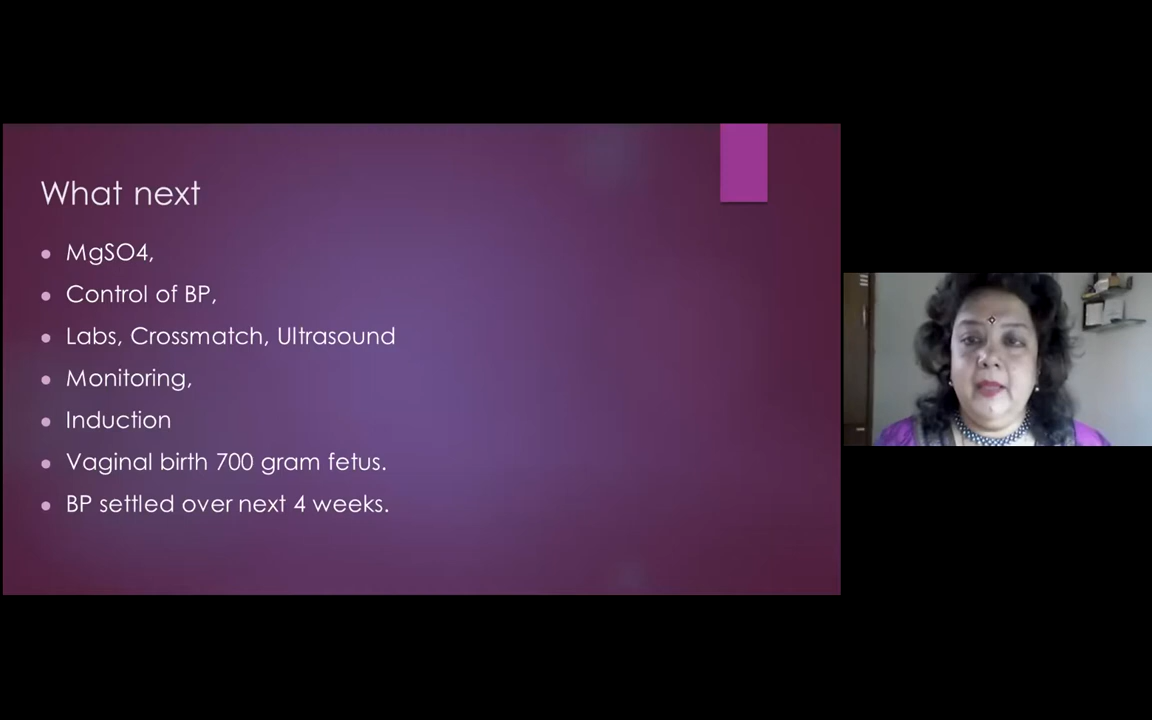 What next
MgSO4,
Control of BP,
Labs, Crossmatch, Ultrasound
Monitoring,
Induction
Vaginal birth 700 gram fetus.
BP settled over next 4 weeks.